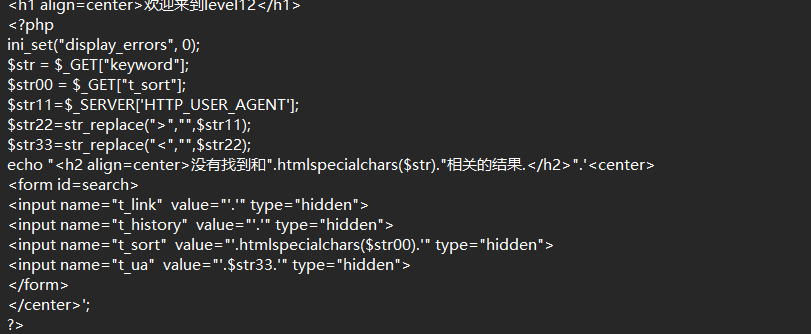 <h1 align=center>欢迎来到level12</h1>
<?php
ini_set("display_errors", 0);
$str = $_GET["keyword"];
$str00 = $_GET["t_sort"];
$str11=$_SERVER['HTTP_USER_AGENT'];
$str22=str_replace(">","",$str11);
$str33=str_replace("<","",$str22);
echo "<h2 align=center>没有找到和".htmlspecialchars($str)."相关的结果.</h2>".'<center>
<form id=search>
<input name="t_link"  value="'.'" type="hidden">
<input name="t_history"  value="'.'" type="hidden">
<input name="t_sort"  value="'.htmlspecialchars($str00).'" type="hidden">
<input name="t_ua"  value="'.$str33.'" type="hidden">
</form>
</center>';
?>